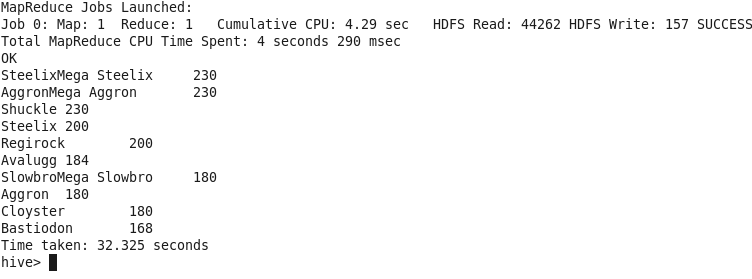 MapReduce Jobs Launched:
Job 0: Map: 1  Reduce: 1   Cumulative CPU: 4.29 sec   HDFS Read: 44262 HDFS Write: 157 SUCCESS
Total MapReduce CPU Time Spent: 4 seconds 290 msec
OK
SteelixMega Steelix     230
AggronMega Aggron       230
Shuckle 230
Steelix 200
Regirock        200
Avalugg 184
SlowbroMega Slowbro     180
Aggron  180
Cloyster        180
Bastiodon       168
Time taken: 32.325 seconds
hive>